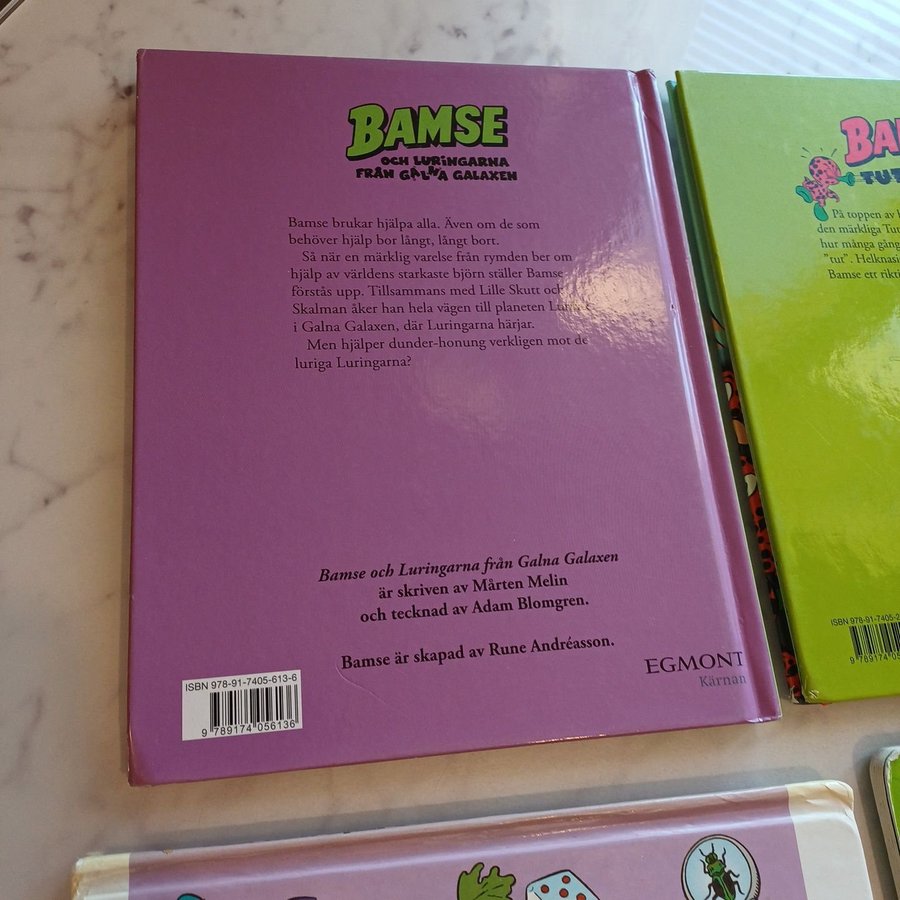 BAMSE
OCH LURINGARNA
FRÅN GALNA GALAXEN
Bamse brukar hjälpa alla. Även om de som
behöver hjälp bor långt, långt bort.
Så när en märklig varelse från rymden ber om
hjälp av världens starkaste björn ställer Bamse
förstås upp. Tillsammans med Lille Skutt och
Skalman åker han hela vägen till planeten
i Galna Galaxen, där Luringarna härjar.
Men hjälper dunder-honung verkligen mot de
luriga Luringarna?
Bamse och Luringarna från Galna Galaxen
är skriven av Mårten Melin
och tecknad av Adam Blomgren.
Bamse är skapad av Rune Andréasson.
EGMONT
Kärnan
ISBN 978-91-7405-613-6
9 789174 056136
BA
TUT
På toppen av
den märkliga Tut
hur många gång
"tut". Helknasi
Bamse ett rikti
ISBN 978-91-7405-2
9 789174